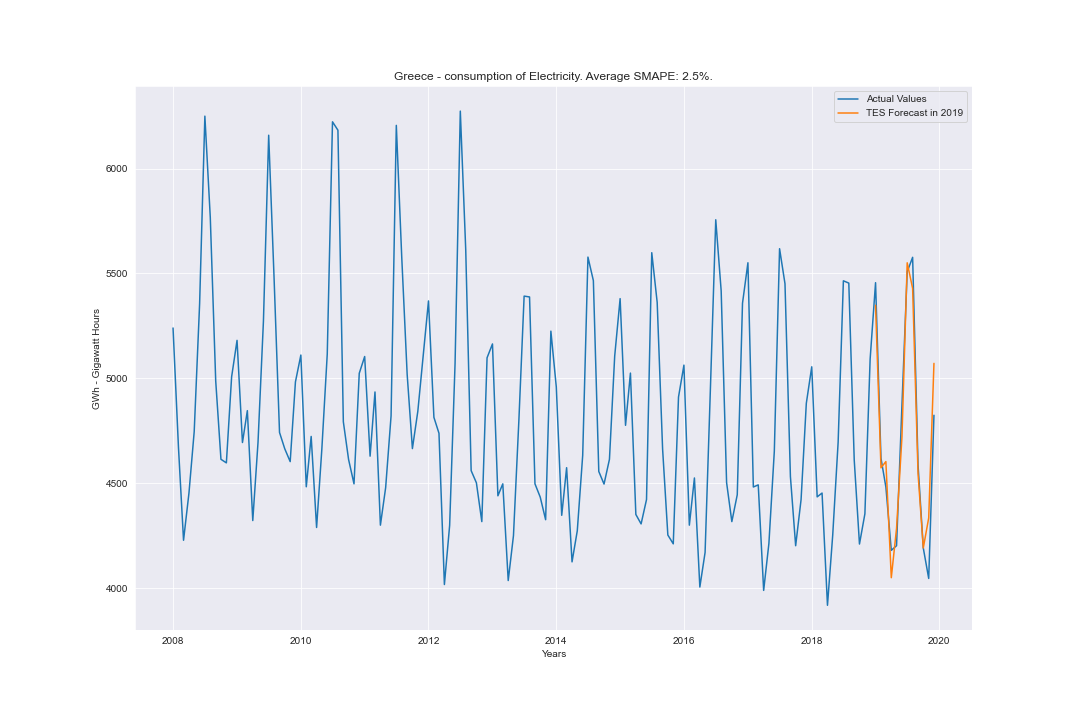 Greece - consumption of Electricity. Average SMAPE: 2.5%.
Actual Values
TES Forecast in 2019
GWh - Gigawatt Hours
6000
5500
5000
4500
4000
2008
2010
2012
2014
2016
2018
2020
Years